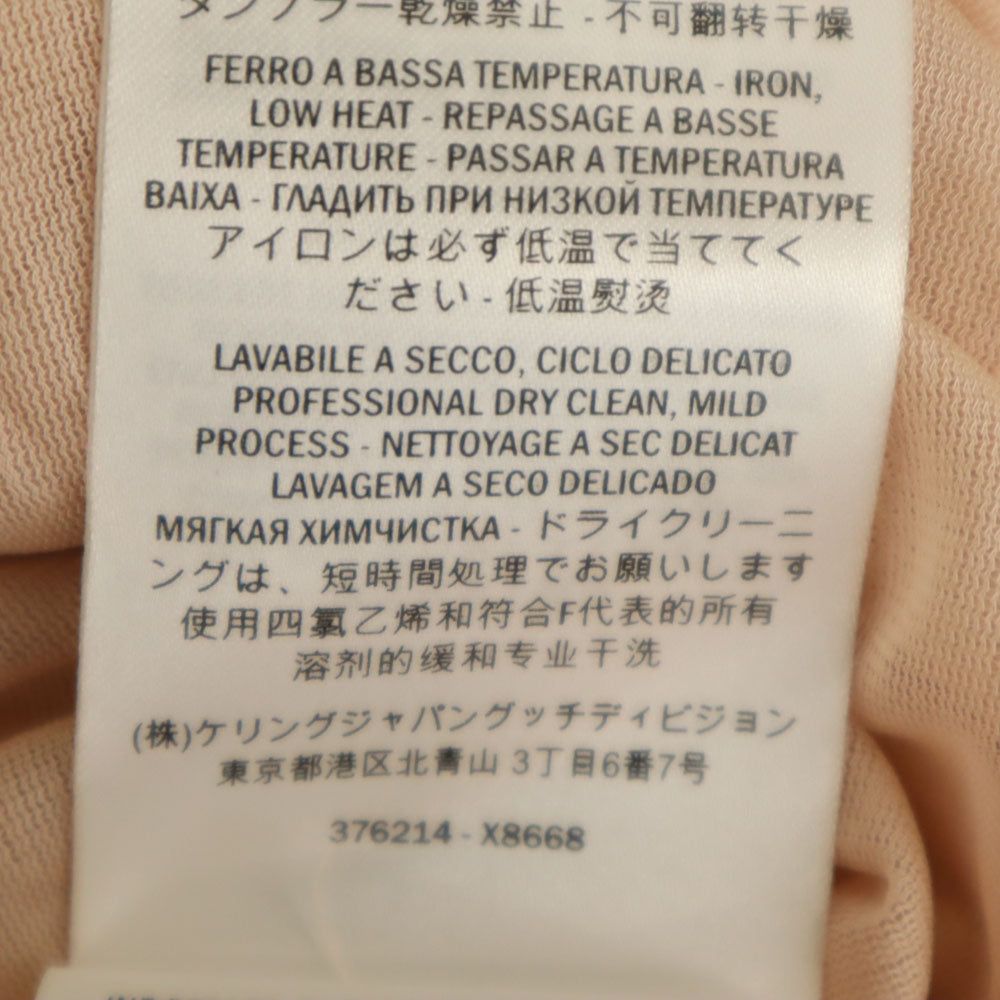 タンブラー乾燥禁止 - 不可翻转干燥
FERRO A BASSA TEMPERATURA - IRON,
LOW HEAT - REPASSAGE A BASSE
TEMPERATURE - PASSAR A TEMPERATURA
BAIXA - ГЛАДИТЬ ПРИ НИЗКОЙ ТЕМПЕРАТУРЕ
アイロンは必ず低温で当ててく
ださい - 低温熨烫
LAVABILE A SECCO, CICLO DELICATO
PROFESSIONAL DRY CLEAN, MILD
PROCESS - NETTOYAGE A SEC DELICAT
LAVAGEM A SECO DELICADO
МЯГКАЯ ХИМЧИСТКА - ドライクリーニ
ングは、短時間処理でお願いします
使用四氯乙烯和符合F代表的所有
溶剂的缓和专业干洗
(株)ケリングジャパングッチディビジョン
東京都港区北青山 3丁目6番7号
376214 - X8668